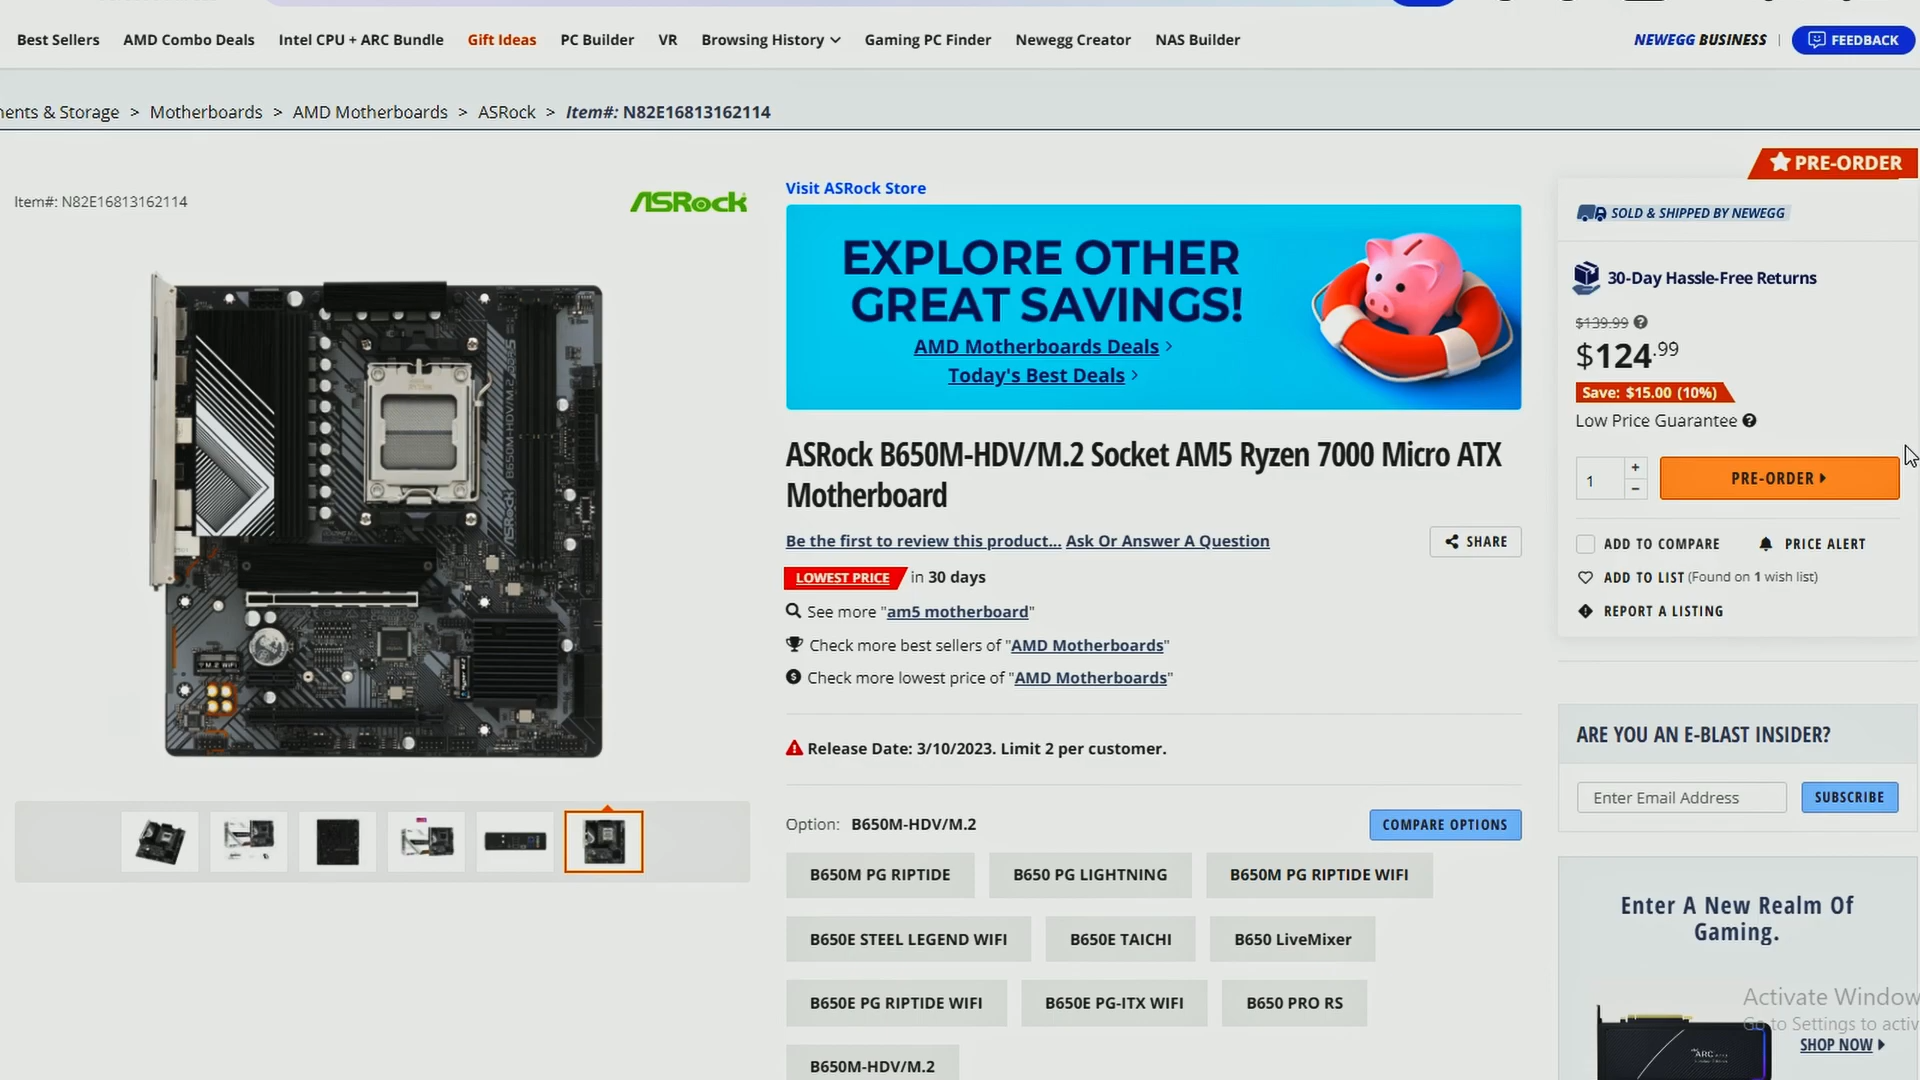 Best Sellers AMD Combo Deals Intel CPU + ARC Bundle Gift Ideas PC Builder VR Browsing History Gaming PC Finder Newegg Creator NAS Builder NEWEGG BUSINESS | FEEDBACK
ents & Storage > Motherboards > AMD Motherboards > ASRock > Item#: N82E16813162114
PRE-ORDER
Item#: N82E16813162114
ASRock
Visit ASRock Store
EXPLORE OTHER
GREAT SAVINGS!
AMD Motherboards Deals
Today's Best Deals
ASRock B650M-HDV/M.2 Socket AM5 Ryzen 7000 Micro ATX
Motherboard
Be the first to review this product... Ask Or Answer A Question
SHARE
LOWEST PRICE in 30 days
See more "am5 motherboard"
Check more best sellers of "AMD Motherboards"
Check more lowest price of "AMD Motherboards"
Release Date: 3/10/2023. Limit 2 per customer.
Option: B650M-HDV/M.2
COMPARE OPTIONS
B650M PG RIPTIDE B650 PG LIGHTNING B650M PG RIPTIDE WIFI
B650E STEEL LEGEND WIFI B650E TAICHI B650 LiveMixer
B650E PG RIPTIDE WIFI B650E PG-ITX WIFI B650 PRO RS
B650M-HDV/M.2
SOLD & SHIPPED BY NEWEGG
30-Day Hassle-Free Returns
$139.99
$124.99
Save: $15.00 (10%)
Low Price Guarantee
1 + −
PRE-ORDER
ADD TO COMPARE PRICE ALERT
ADD TO LIST (Found on 1 wish list)
REPORT A LISTING
ARE YOU AN E-BLAST INSIDER?
Enter Email Address SUBSCRIBE
Enter A New Realm Of
Gaming.
ARC
Activate Window
Go to Settings to activ
SHOP NOW
ASRock B650M-HDV/M.2
M.2 WiFi